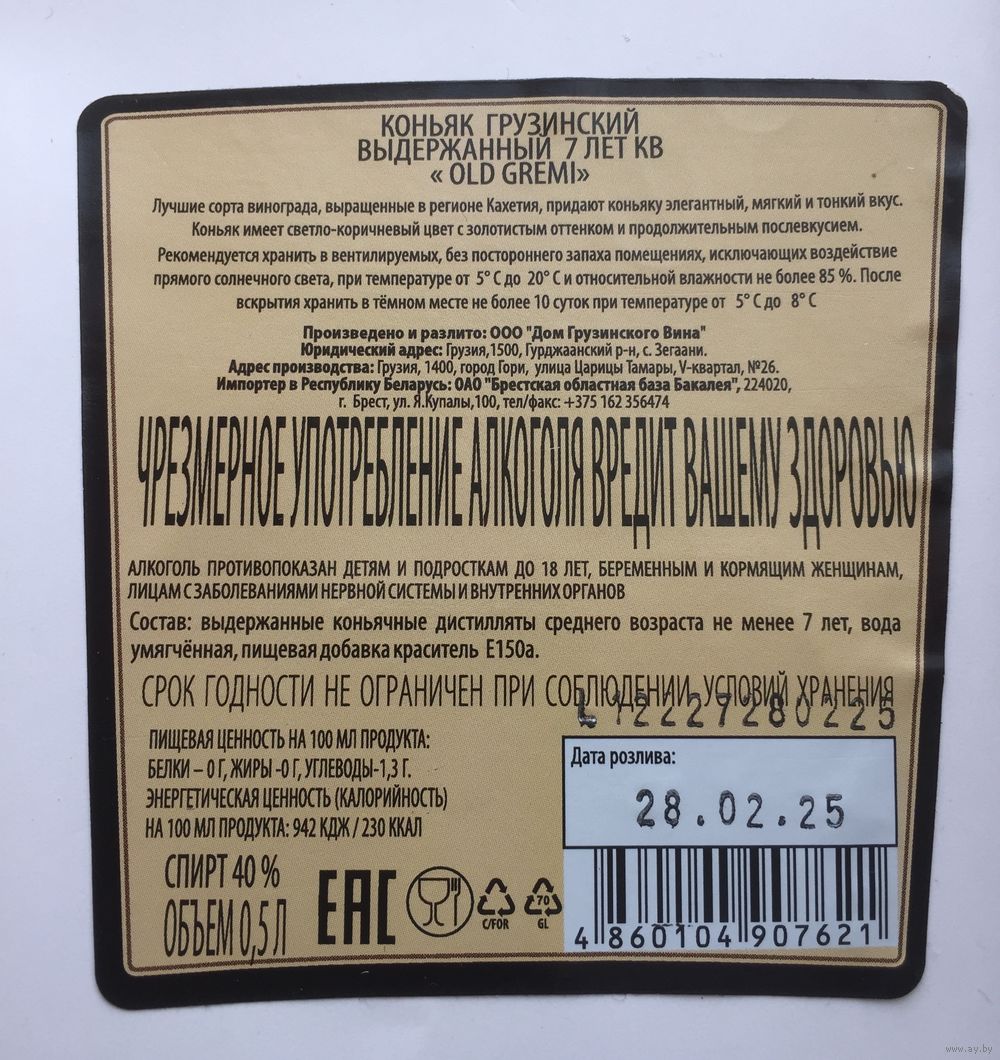 КОНЬЯК ГРУЗИНСКИЙ
ВЫДЕРЖАННЫЙ 7 ЛЕТ КВ
« OLD GREMI»
Лучшие сорта винограда, выращенные в регионе Кахетия, придают коньяку элегантный, мягкий и тонкий вкус.
Коньяк имеет светло-коричневый цвет с золотистым оттенком и продолжительным послевкусием.
Рекомендуется хранить в вентилируемых, без постороннего запаха помещениях, исключающих воздействие
прямого солнечного света, при температуре от 5° С до 20° С и относительной влажности не более 85 %. После
вскрытия хранить в тёмном месте не более 10 суток при температуре от 5° С до 8° С
Произведено и разлито: ООО "Дом Грузинского Вина"
Юридический адрес: Грузия,1500, Гурджаанский р-н, с. Зегаани.
Адрес производства: Грузия, 1400, город Гори, улица Царицы Тамары, V-квартал, №26.
Импортер в Республику Беларусь: ОАО "Брестская областная база Бакалея", 224020,
г. Брест, ул. Я.Купалы,100, тел/факс: +375 162 356474
ЧРЕЗМЕРНОЕ УПОТРЕБЛЕНИЕ АЛКОГОЛЯ ВРЕДИТ ВАШЕМУ ЗДОРОВЬЮ
АЛКОГОЛЬ ПРОТИВОПОКАЗАН ДЕТЯМ И ПОДРОСТКАМ ДО 18 ЛЕТ, БЕРЕМЕННЫМ И КОРМЯЩИМ ЖЕНЩИНАМ,
ЛИЦАМ С ЗАБОЛЕВАНИЯМИ НЕРВНОЙ СИСТЕМЫ И ВНУТРЕННИХ ОРГАНОВ
Состав: выдержанные коньячные дистилляты среднего возраста не менее 7 лет, вода
умягчённая, пищевая добавка краситель Е150а.
СРОК ГОДНОСТИ НЕ ОГРАНИЧЕН ПРИ СОБЛЮДЕНИИ УСЛОВИЙ ХРАНЕНИЯ
L 12227280225
ПИЩЕВАЯ ЦЕННОСТЬ НА 100 МЛ ПРОДУКТА:
БЕЛКИ – 0 Г, ЖИРЫ -0 Г, УГЛЕВОДЫ-1,3 Г.
ЭНЕРГЕТИЧЕСКАЯ ЦЕННОСТЬ (КАЛОРИЙНОСТЬ)
НА 100 МЛ ПРОДУКТА: 942 КДЖ / 230 ККАЛ
СПИРТ 40 %
ОБЪЕМ 0,5 Л
EAC
C/FOR
70
GL
Дата розлива:
28.02.25
4 860104 907621
www.ay.by